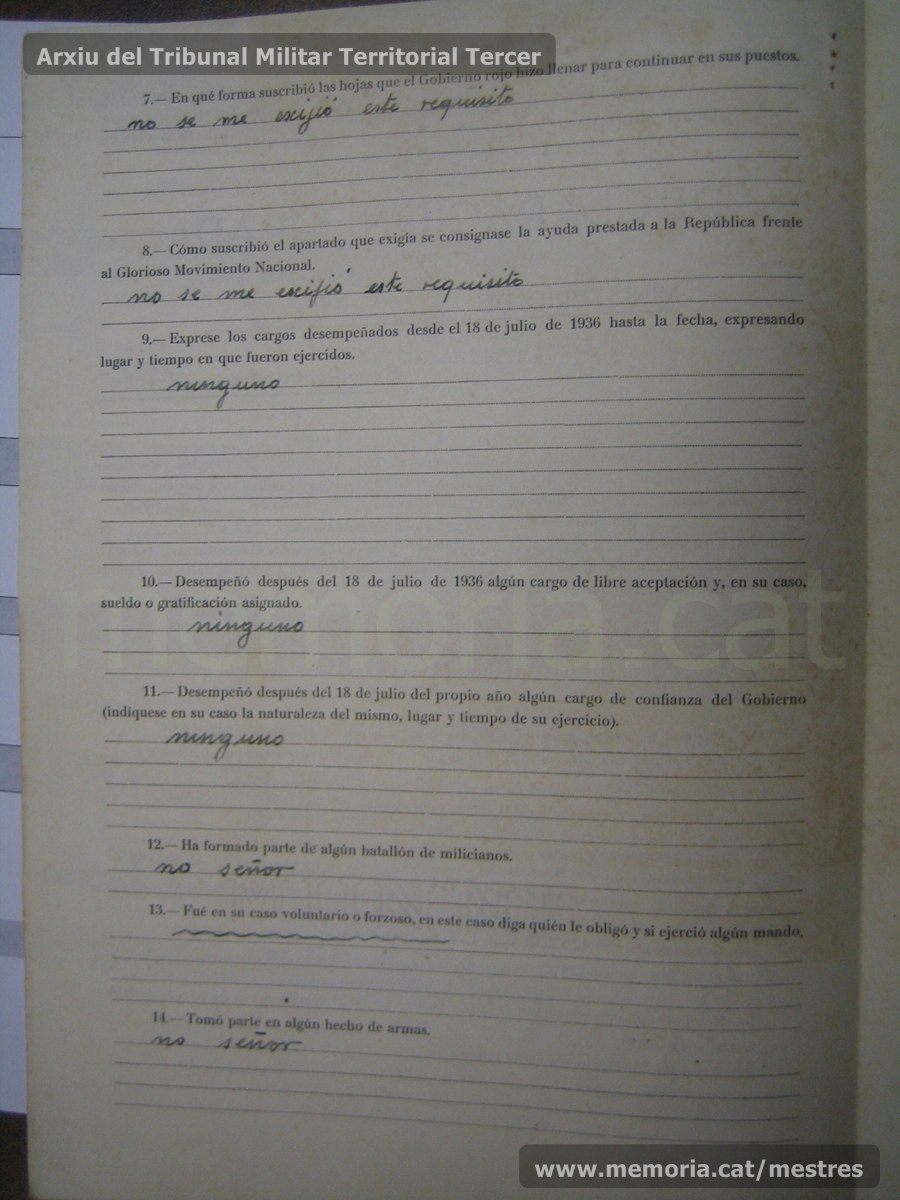 Arxiu del Tribunal Militar Territorial Tercer
7.— En qué forma suscribió las hojas que el Gobierno rojo hizo llenar para continuar en sus puestos.
no se me exijió este requisito
8.— Cómo suscribió el apartado que exigia se consignase la ayuda prestada a la República frente
al Glorioso Movimiento Nacional.
no se me exijió este requisito
9.— Exprese los cargos desempeñados desde el 18 de julio de 1936 hasta la fecha, expresando
lugar y tiempo en que fueron ejercidos.
ninguno
10.— Desempeñó después del 18 de julio de 1936 algún cargo de libre aceptación y, en su caso,
sueldo o gratificación asignado.
memoria.cat
ninguno
11.— Desempeñó después del 18 de julio del propio año algún cargo de confianza del Gobierno
(indíquese en su caso la naturaleza del mismo, lugar y tiempo de su ejercicio).
ninguno
12.— Ha formado parte de algún batallón de milicianos.
no señor
13.— Fué en su caso voluntario o forzoso, en este caso diga quién le obligó y si ejerció algún mando,
14.— Tomó parte en algún hecho de armas.
no señor
www.memoria.cat/mestres